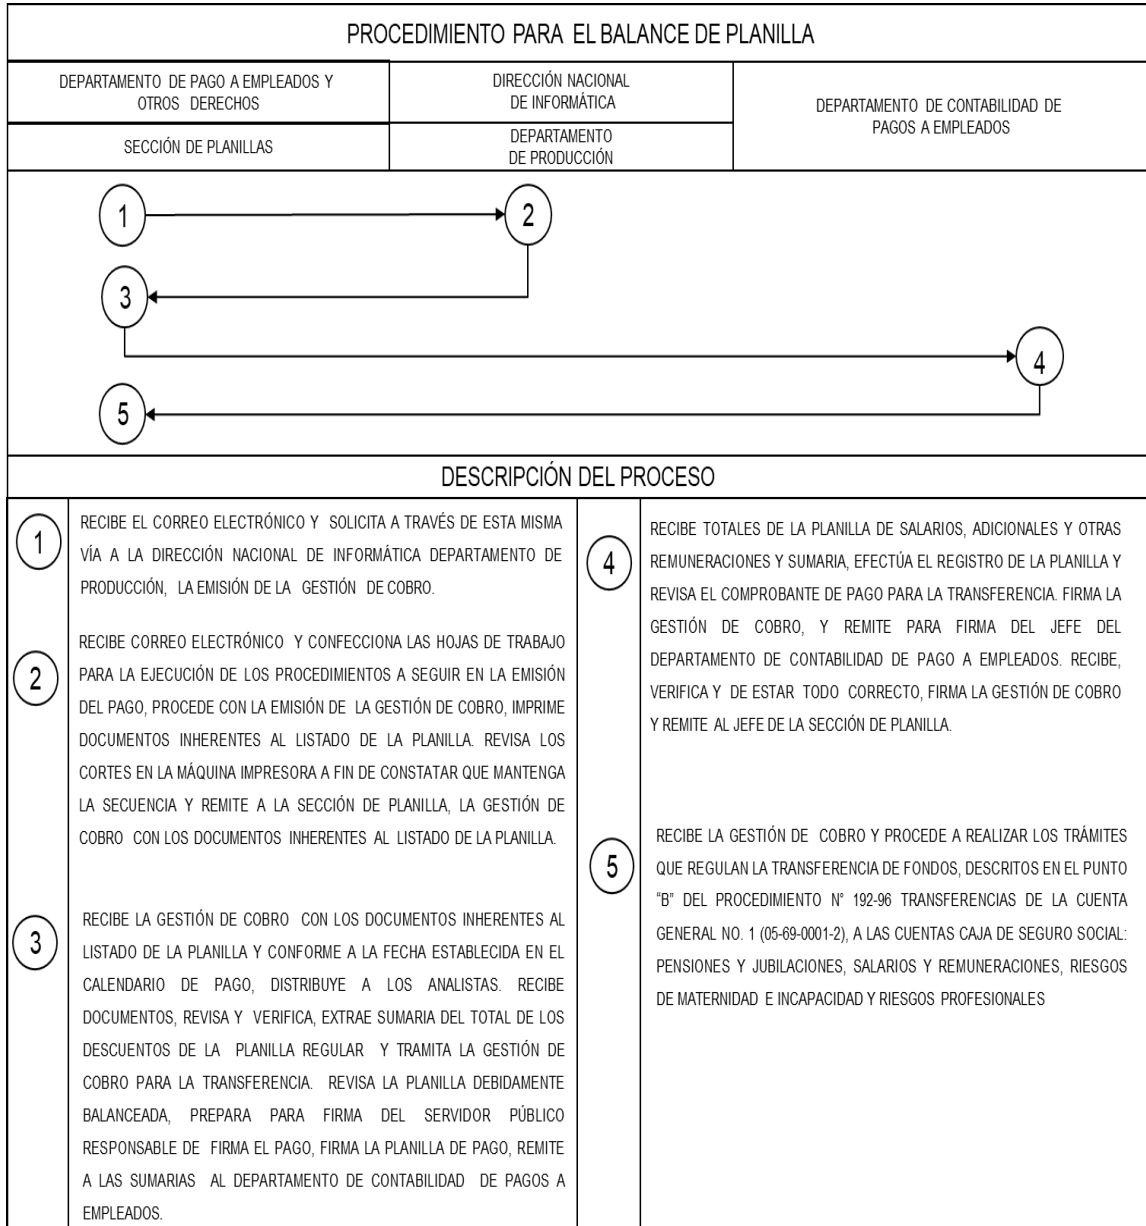 PROCEDIMIENTO PARA EL BALANCE DE PLANILLA
DEPARTAMENTO DE PAGO A EMPLEADOS Y
OTROS DERECHOS
DIRECCIÓN NACIONAL
DE INFORMÁTICA
DEPARTAMENTO DE CONTABILIDAD DE
PAGOS A EMPLEADOS
SECCIÓN DE PLANILLAS
DEPARTAMENTO
DE PRODUCCIÓN
1
2
3
4
5
DESCRIPCIÓN DEL PROCESO
1
RECIBE EL CORREO ELECTRÓNICO Y SOLICITA A TRAVÉS DE ESTA MISMA
VÍA A LA DIRECCIÓN NACIONAL DE INFORMÁTICA DEPARTAMENTO DE
PRODUCCIÓN, LA EMISIÓN DE LA GESTIÓN DE COBRO.
2
RECIBE CORREO ELECTRÓNICO Y CONFECCIONA LAS HOJAS DE TRABAJO
PARA LA EJECUCIÓN DE LOS PROCEDIMIENTOS A SEGUIR EN LA EMISIÓN
DEL PAGO, PROCEDE CON LA EMISIÓN DE LA GESTIÓN DE COBRO, IMPRIME
DOCUMENTOS INHERENTES AL LISTADO DE LA PLANILLA. REVISA LOS
CORTES EN LA MÁQUINA IMPRESORA A FIN DE CONSTATAR QUE MANTENGA
LA SECUENCIA Y REMITE A LA SECCIÓN DE PLANILLA, LA GESTIÓN DE
COBRO CON LOS DOCUMENTOS INHERENTES AL LISTADO DE LA PLANILLA.
3
RECIBE LA GESTIÓN DE COBRO CON LOS DOCUMENTOS INHERENTES AL
LISTADO DE LA PLANILLA Y CONFORME A LA FECHA ESTABLECIDA EN EL
CALENDARIO DE PAGO, DISTRIBUYE A LOS ANALISTAS. RECIBE
DOCUMENTOS, REVISA Y VERIFICA, EXTRAE SUMARIA DEL TOTAL DE LOS
DESCUENTOS DE LA PLANILLA REGULAR Y TRAMITA LA GESTIÓN DE
COBRO PARA LA TRANSFERENCIA. REVISA LA PLANILLA DEBIDAMENTE
BALANCEADA, PREPARA PARA FIRMA DEL SERVIDOR PÚBLICO
RESPONSABLE DE FIRMA EL PAGO, FIRMA LA PLANILLA DE PAGO, REMITE
A LAS SUMARIAS AL DEPARTAMENTO DE CONTABILIDAD DE PAGOS A
EMPLEADOS.
4
RECIBE TOTALES DE LA PLANILLA DE SALARIOS, ADICIONALES Y OTRAS
REMUNERACIONES Y SUMARIA, EFECTÚA EL REGISTRO DE LA PLANILLA Y
REVISA EL COMPROBANTE DE PAGO PARA LA TRANSFERENCIA. FIRMA LA
GESTIÓN DE COBRO, Y REMITE PARA FIRMA DEL JEFE DEL
DEPARTAMENTO DE CONTABILIDAD DE PAGO A EMPLEADOS. RECIBE,
VERIFICA Y DE ESTAR TODO CORRECTO, FIRMA LA GESTIÓN DE COBRO
Y REMITE AL JEFE DE LA SECCIÓN DE PLANILLA.
5
RECIBE LA GESTIÓN DE COBRO Y PROCEDE A REALIZAR LOS TRÁMITES
QUE REGULAN LA TRANSFERENCIA DE FONDOS, DESCRITOS EN EL PUNTO
“B” DEL PROCEDIMIENTO N° 192-96 TRANSFERENCIAS DE LA CUENTA
GENERAL NO. 1 (05-69-0001-2), A LAS CUENTAS CAJA DE SEGURO SOCIAL:
PENSIONES Y JUBILACIONES, SALARIOS Y REMUNERACIONES, RIESGOS
DE MATERNIDAD E INCAPACIDAD Y RIESGOS PROFESIONALES